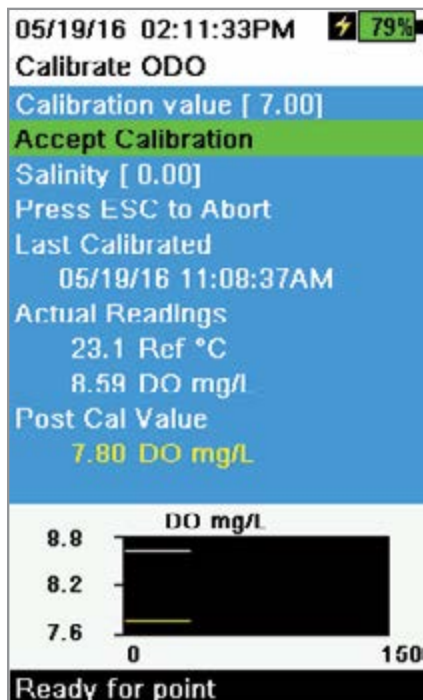 05/19/16 02:11:33PM 79%
Calibrate ODO
Calibration value [ 7.00]
Accept Calibration
Salinity [ 0.00]
Press ESC to Abort
Last Calibrated
05/19/16 11:08:37AM
Actual Readings
23.1 Ref °C
8.59 DO mg/L
Post Cal Value
7.80 DO mg/L
DO mg/L
8.8
8.2
7.6
0 150
Ready for point